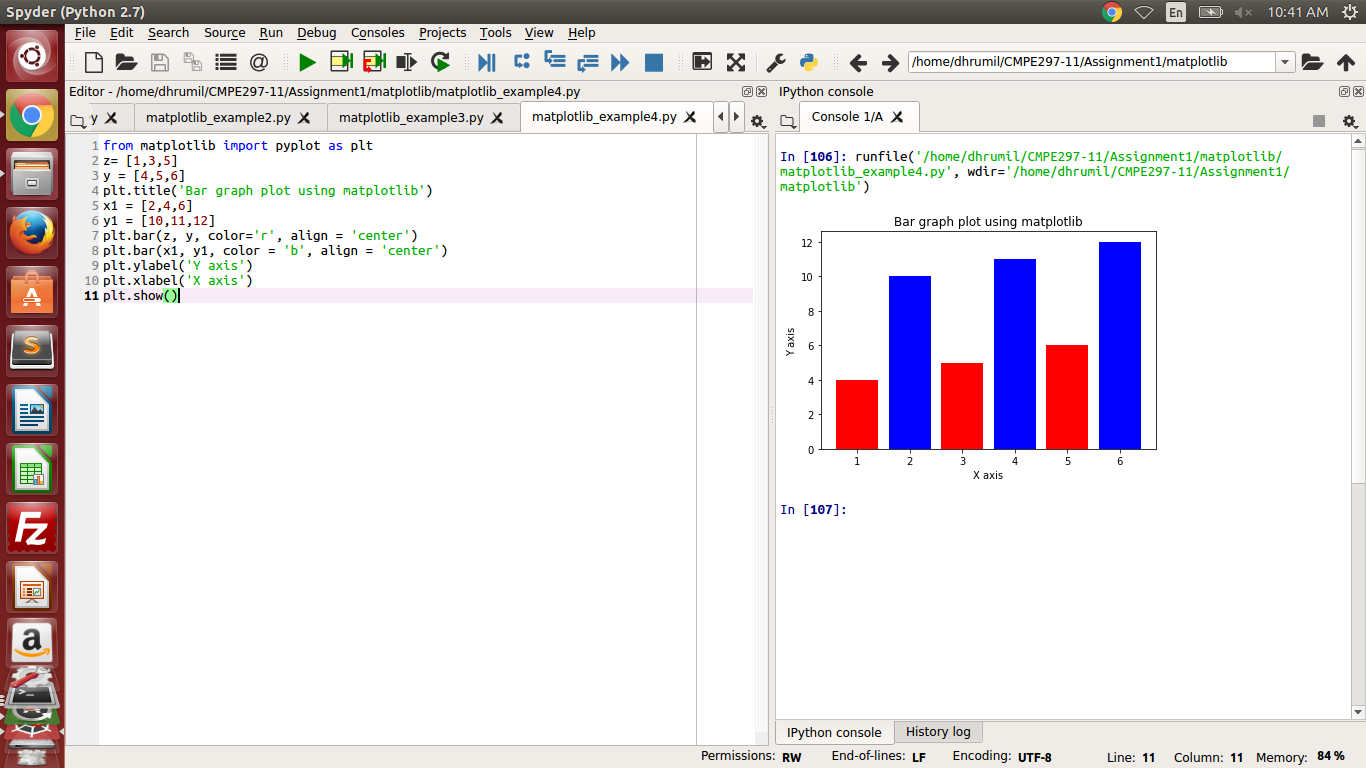 Spyder (Python 2.7)
En
10:41 AM
File Edit Search Source Run Debug Consoles Projects Tools View Help
@
/home/dhrumil/CMPE297-11/Assignment1/matplotlib
Editor - /home/dhrumil/CMPE297-11/Assignment1/matplotlib/matplotlib_example4.py
y
matplotlib_example2.py
matplotlib_example3.py
matplotlib_example4.py
1 from matplotlib import pyplot as plt
2 z= [1,3,5]
3 y = [4,5,6]
4 plt.title('Bar graph plot using matplotlib')
5 x1 = [2,4,6]
6 y1 = [10,11,12]
7 plt.bar(z, y, color='r', align = 'center')
8 plt.bar(x1, y1, color = 'b', align = 'center')
9 plt.ylabel('Y axis')
10 plt.xlabel('X axis')
11 plt.show()
IPython console
Console 1/A
In [106]: runfile('/home/dhrumil/CMPE297-11/Assignment1/matplotlib/
matplotlib_example4.py', wdir='/home/dhrumil/CMPE297-11/Assignment1/
matplotlib')
Bar graph plot using matplotlib
12
10
8
6
4
2
0
Y axis
1 2 3 4 5 6
X axis
In [107]:
IPython console
History log
Permissions: RW End-of-lines: LF Encoding: UTF-8 Line: 11 Column: 11 Memory: 84 %
S
Fz
a